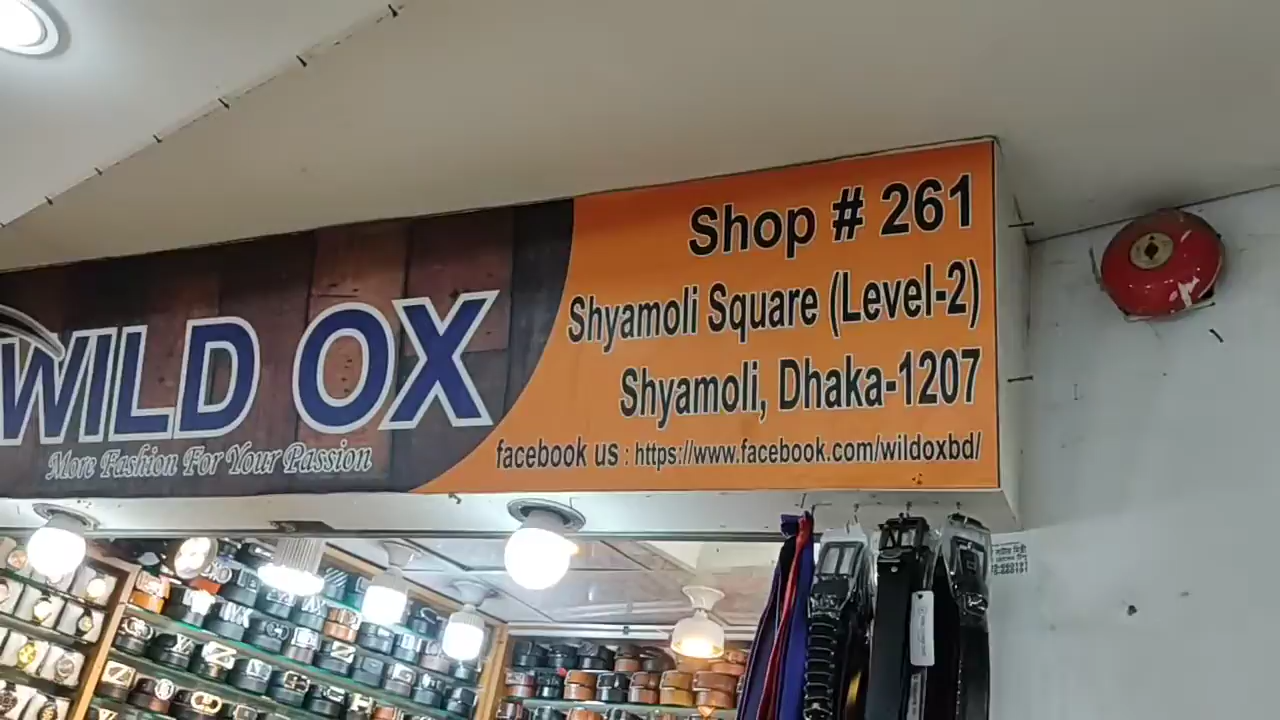 WILD OX
More Fashion For Your Passion
Shop # 261
Shyamoli Square (Level-2)
Shyamoli, Dhaka-1207
facebook us : https://www.facebook.com/wildoxbd/